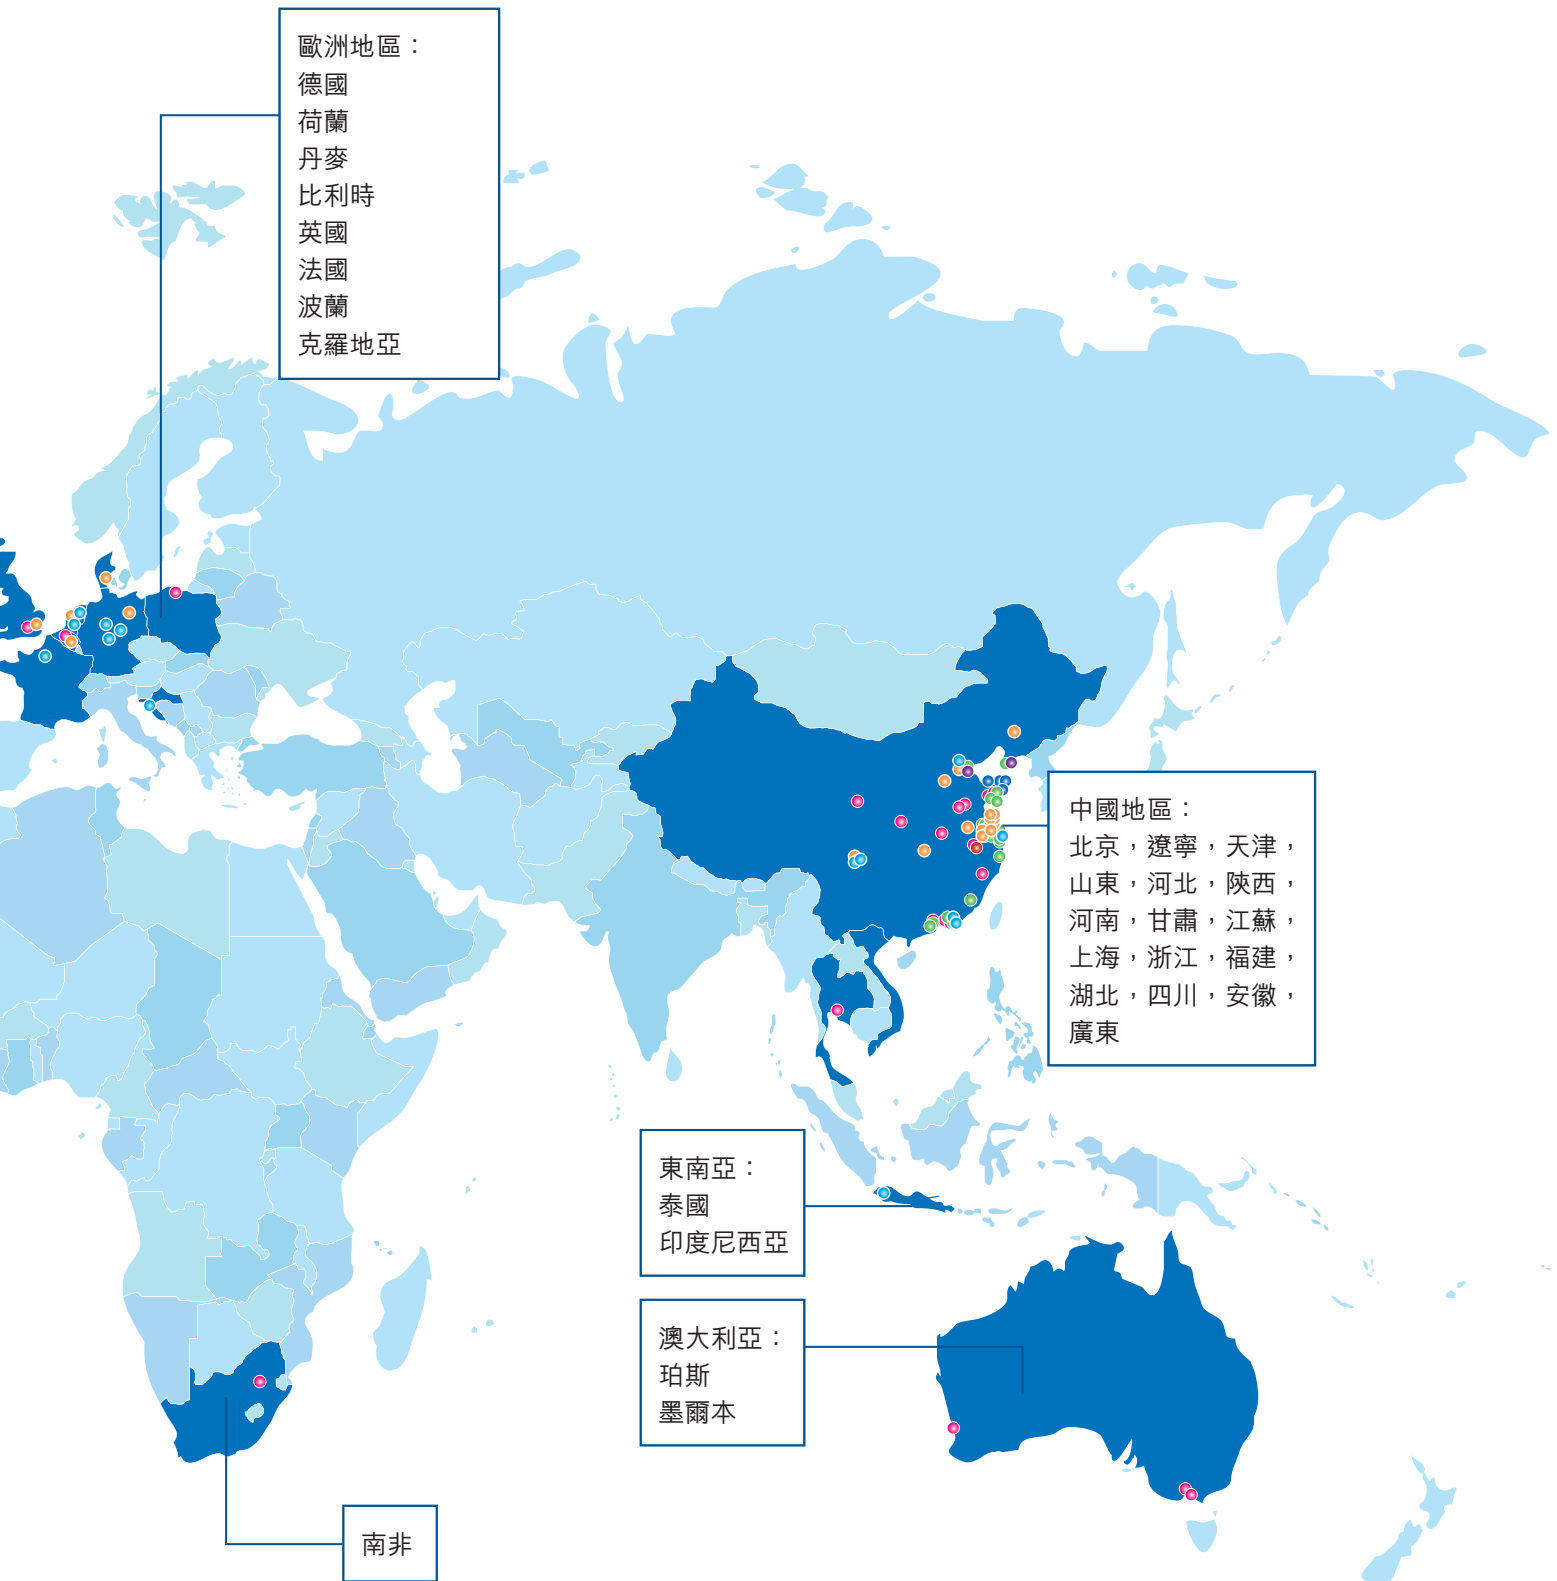 歐洲地區：
德國
荷蘭
丹麥
比利時
英國
法國
波蘭
克羅地亞
中國地區：
北京，遼寧，天津，
山東，河北，陝西，
河南，甘肅，江蘇，
上海，浙江，福建，
湖北，四川，安徽，
廣東
東南亞：
泰國
印度尼西亞
澳大利亞：
珀斯
墨爾本
南非